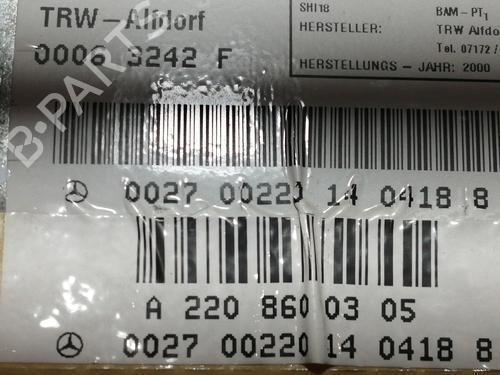 TRW-Alfdorf
0006 3242 F
SHI18 BAM-PT1
HERSTELLER: TRW Alfdo
Tel. 07172 /
HERSTELLUNGS - JAHR: 2000
B-PARTS
0027 00220 14 0418 8
A 220 860 03 05
0027 00220 14 0418 8